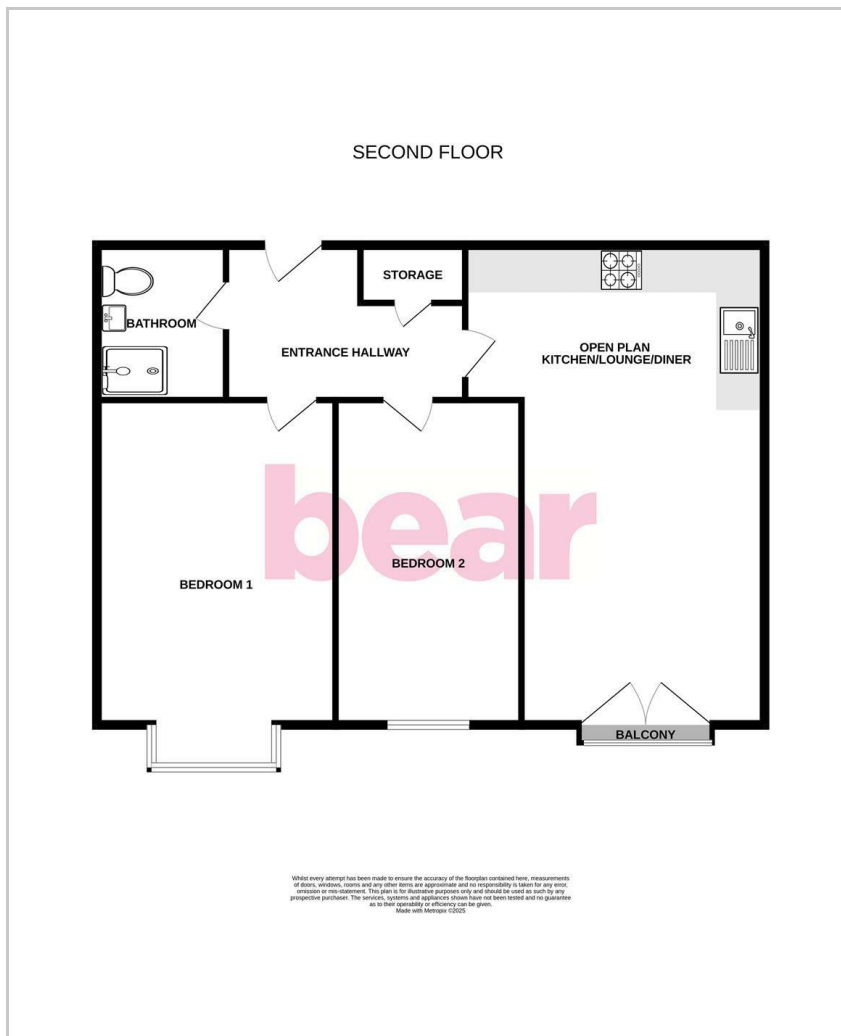 SECOND FLOOR
STORAGE
BATHROOM
ENTRANCE HALLWAY
OPEN PLAN
KITCHEN/LOUNGE/DINER
bear
BEDROOM 1
BEDROOM 2
BALCONY
Whilst every attempt has been made to ensure the accuracy of the floorplan contained here, measurements
of doors, windows, rooms and any other items are approximate and no responsibility is taken for any error,
omission or mis-statement. This plan is for illustrative purposes only and should be used as such by any
prospective purchaser. The services, systems and appliances shown have not been tested and no guarantee
as to their operability or efficiency can be given.
Made with Metropix ©2025